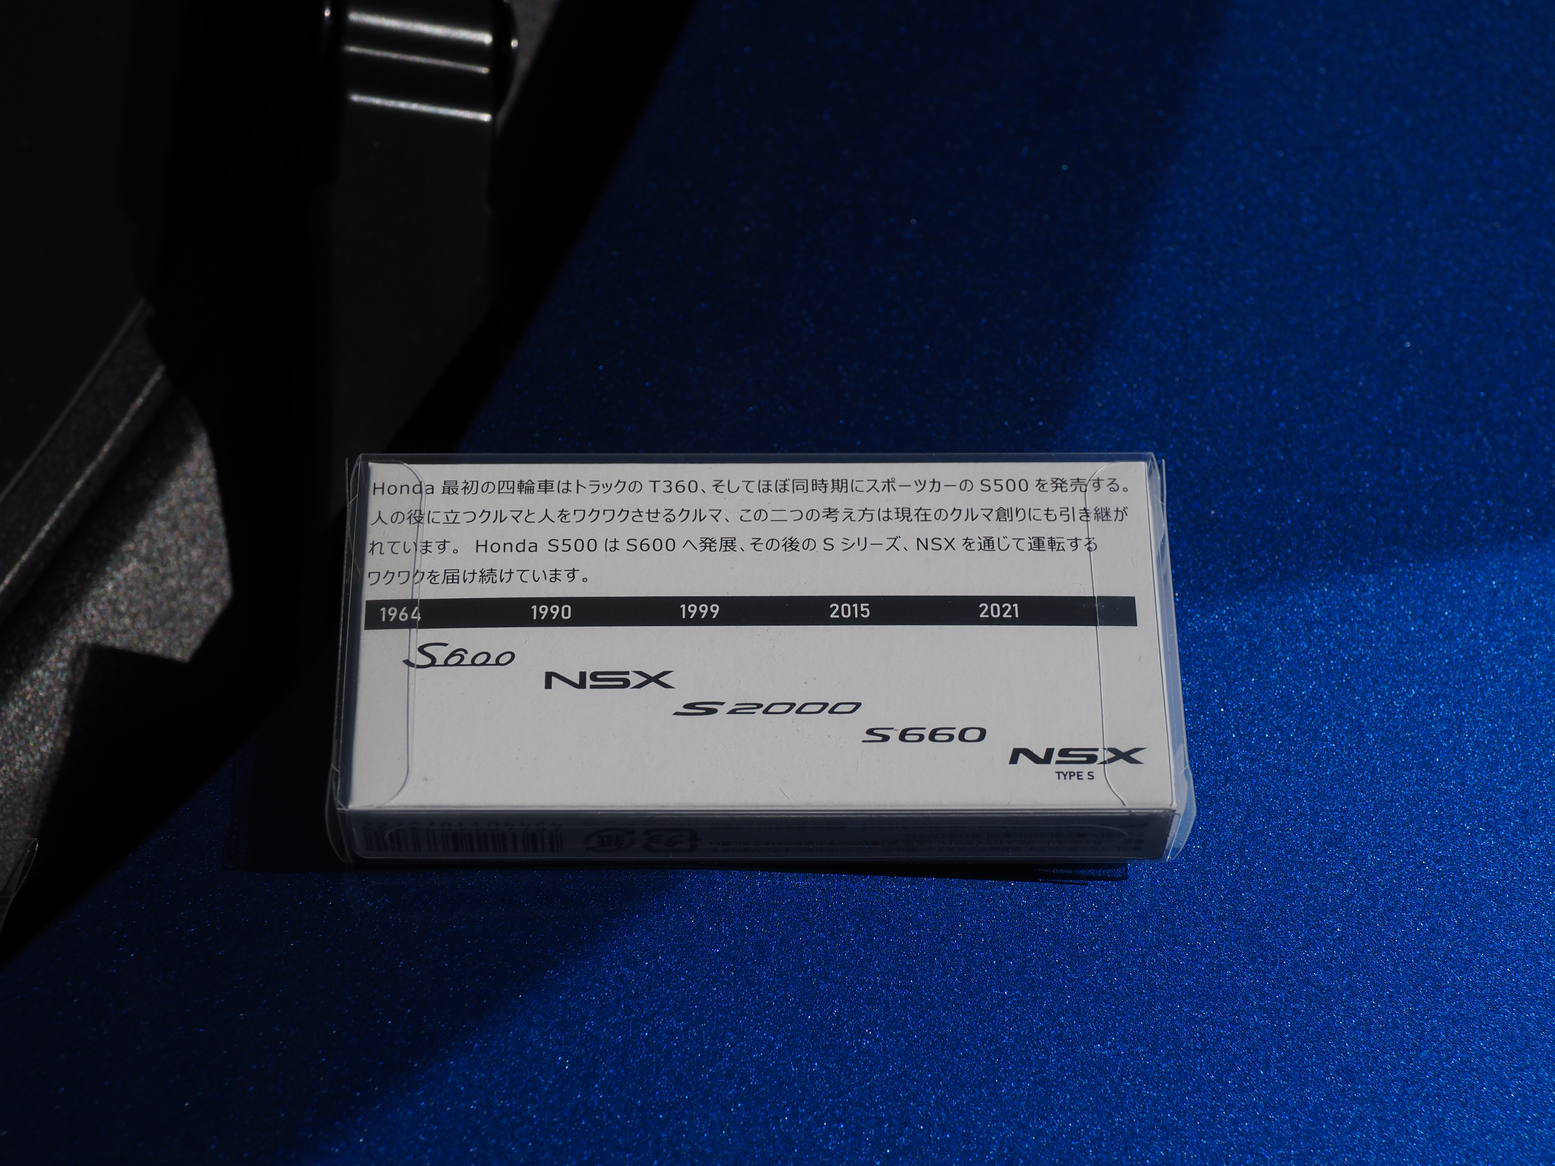 Honda 最初の四輪車はトラックの T360、そしてほぼ同時期にスポーツカーの S500 を発売する。
人の役に立つクルマと人をワクワクさせるクルマ、この二つの考え方は現在のクルマ創りにも引き継が
れています。 Honda S500 は S600 へ発展、その後の S シリーズ、NSX を通じて運転する
ワクワクを届け続けています。
1964 1990 1999 2015 2021
S600
NSX
S2000
S660
NSX
TYPE S